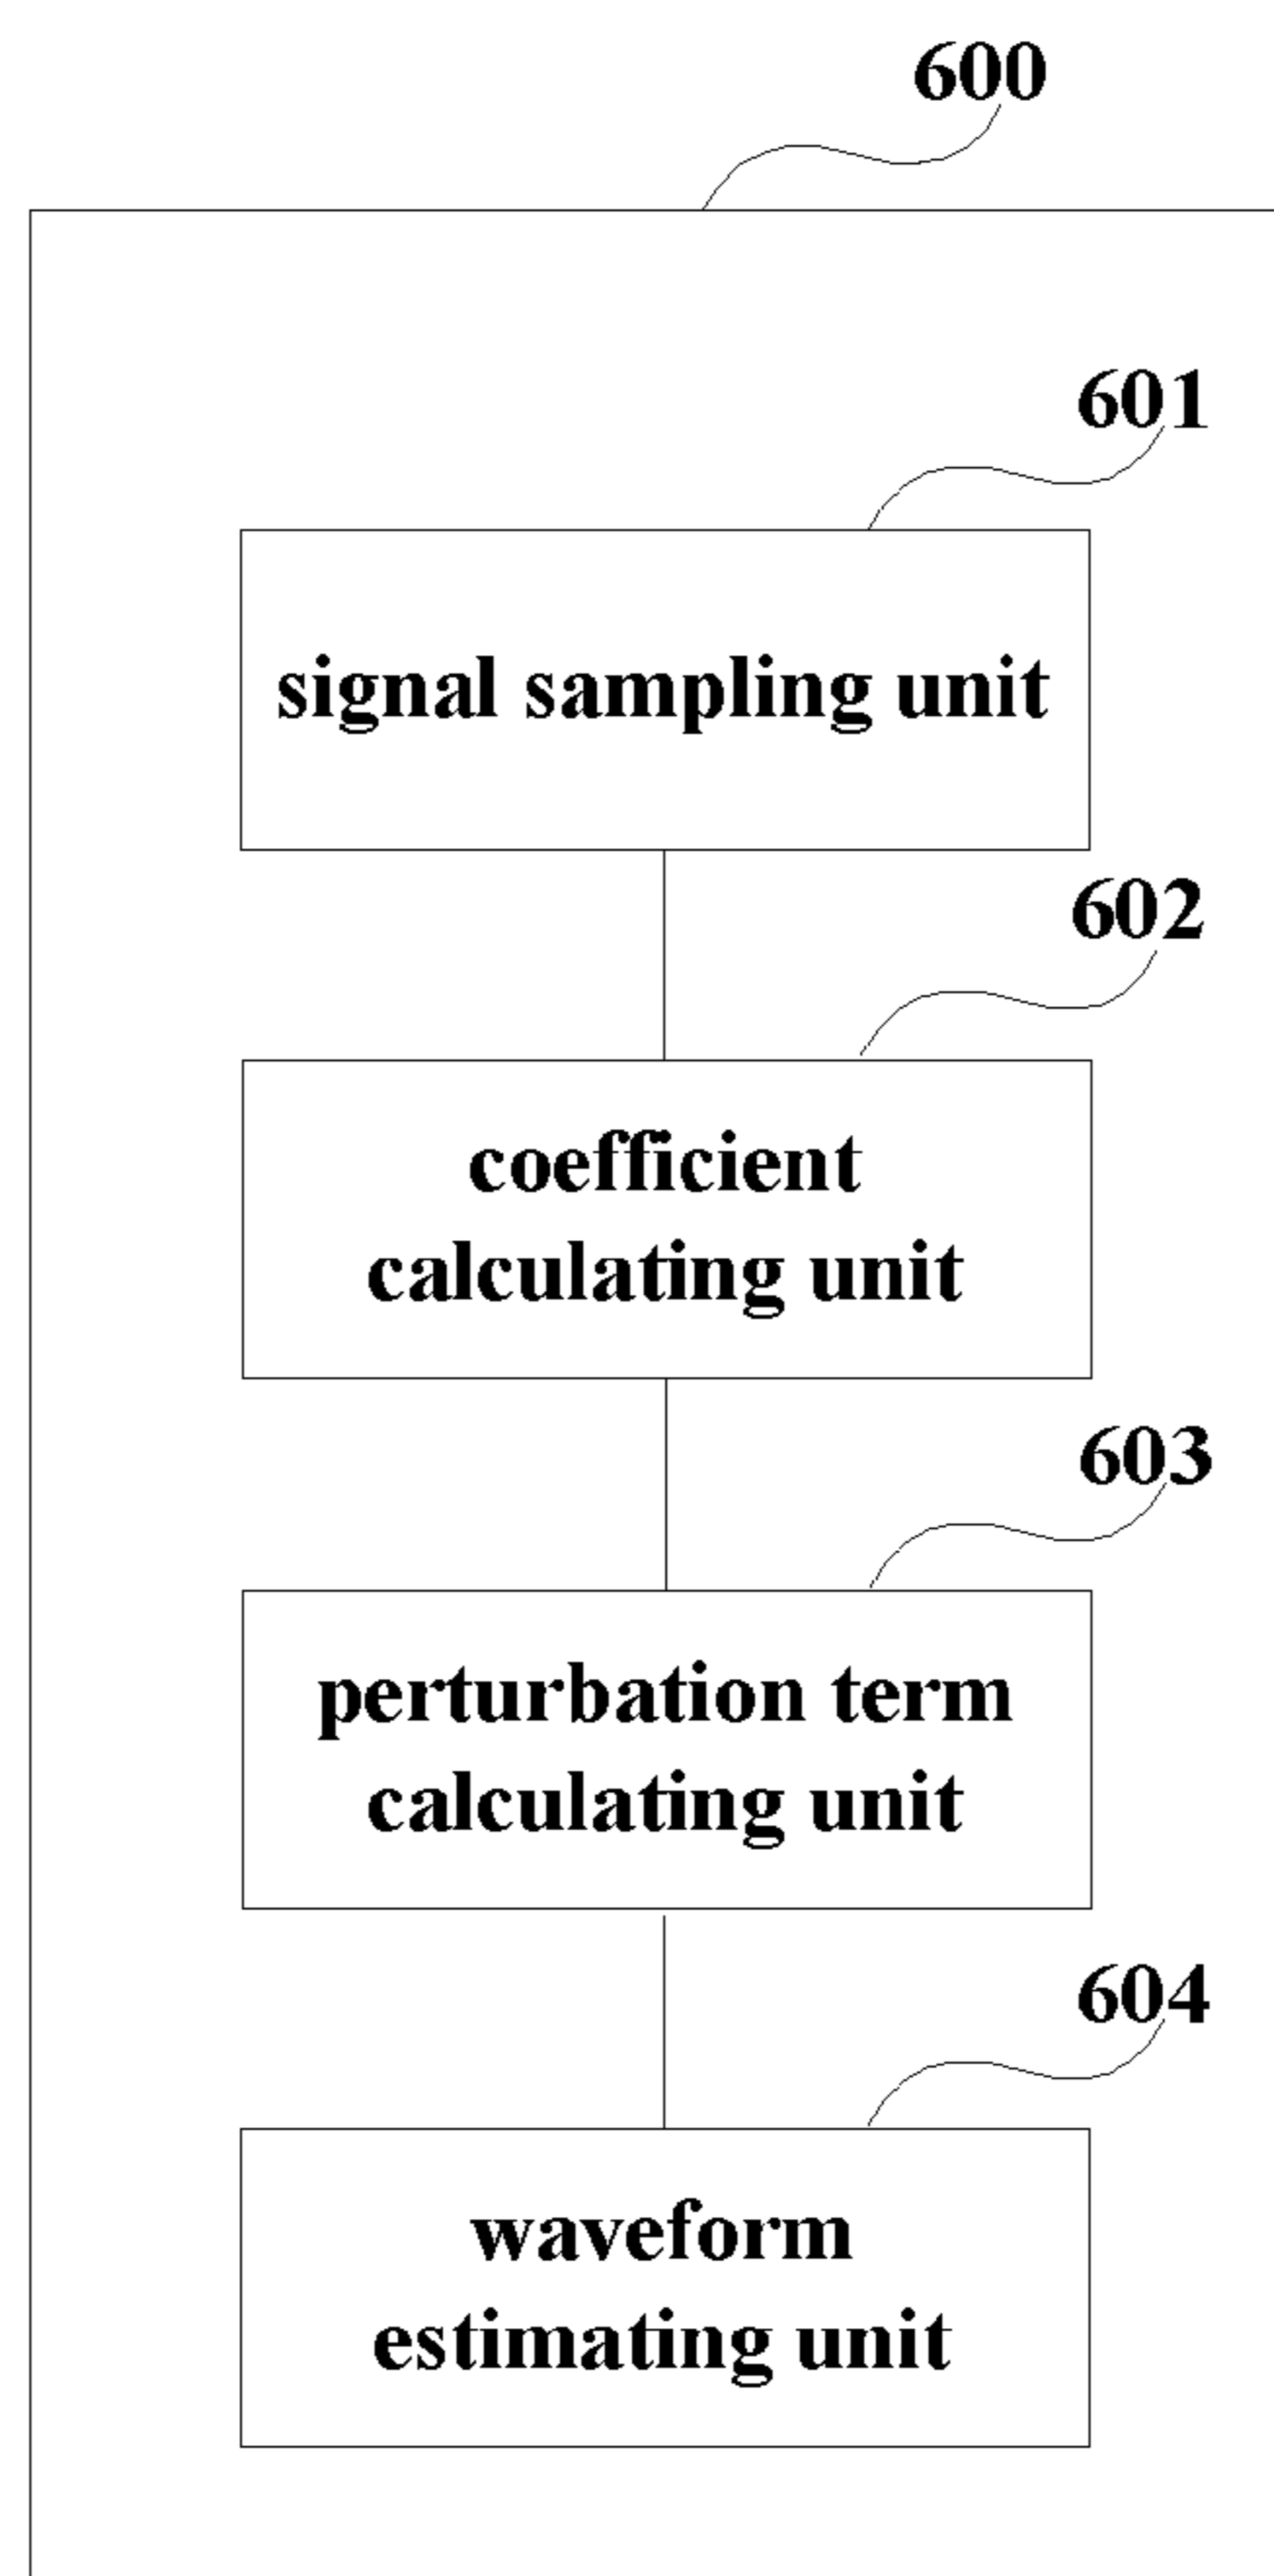 600
601
signal sampling unit
602
coefficient
calculating unit
603
perturbation term
calculating unit
604
waveform
estimating unit